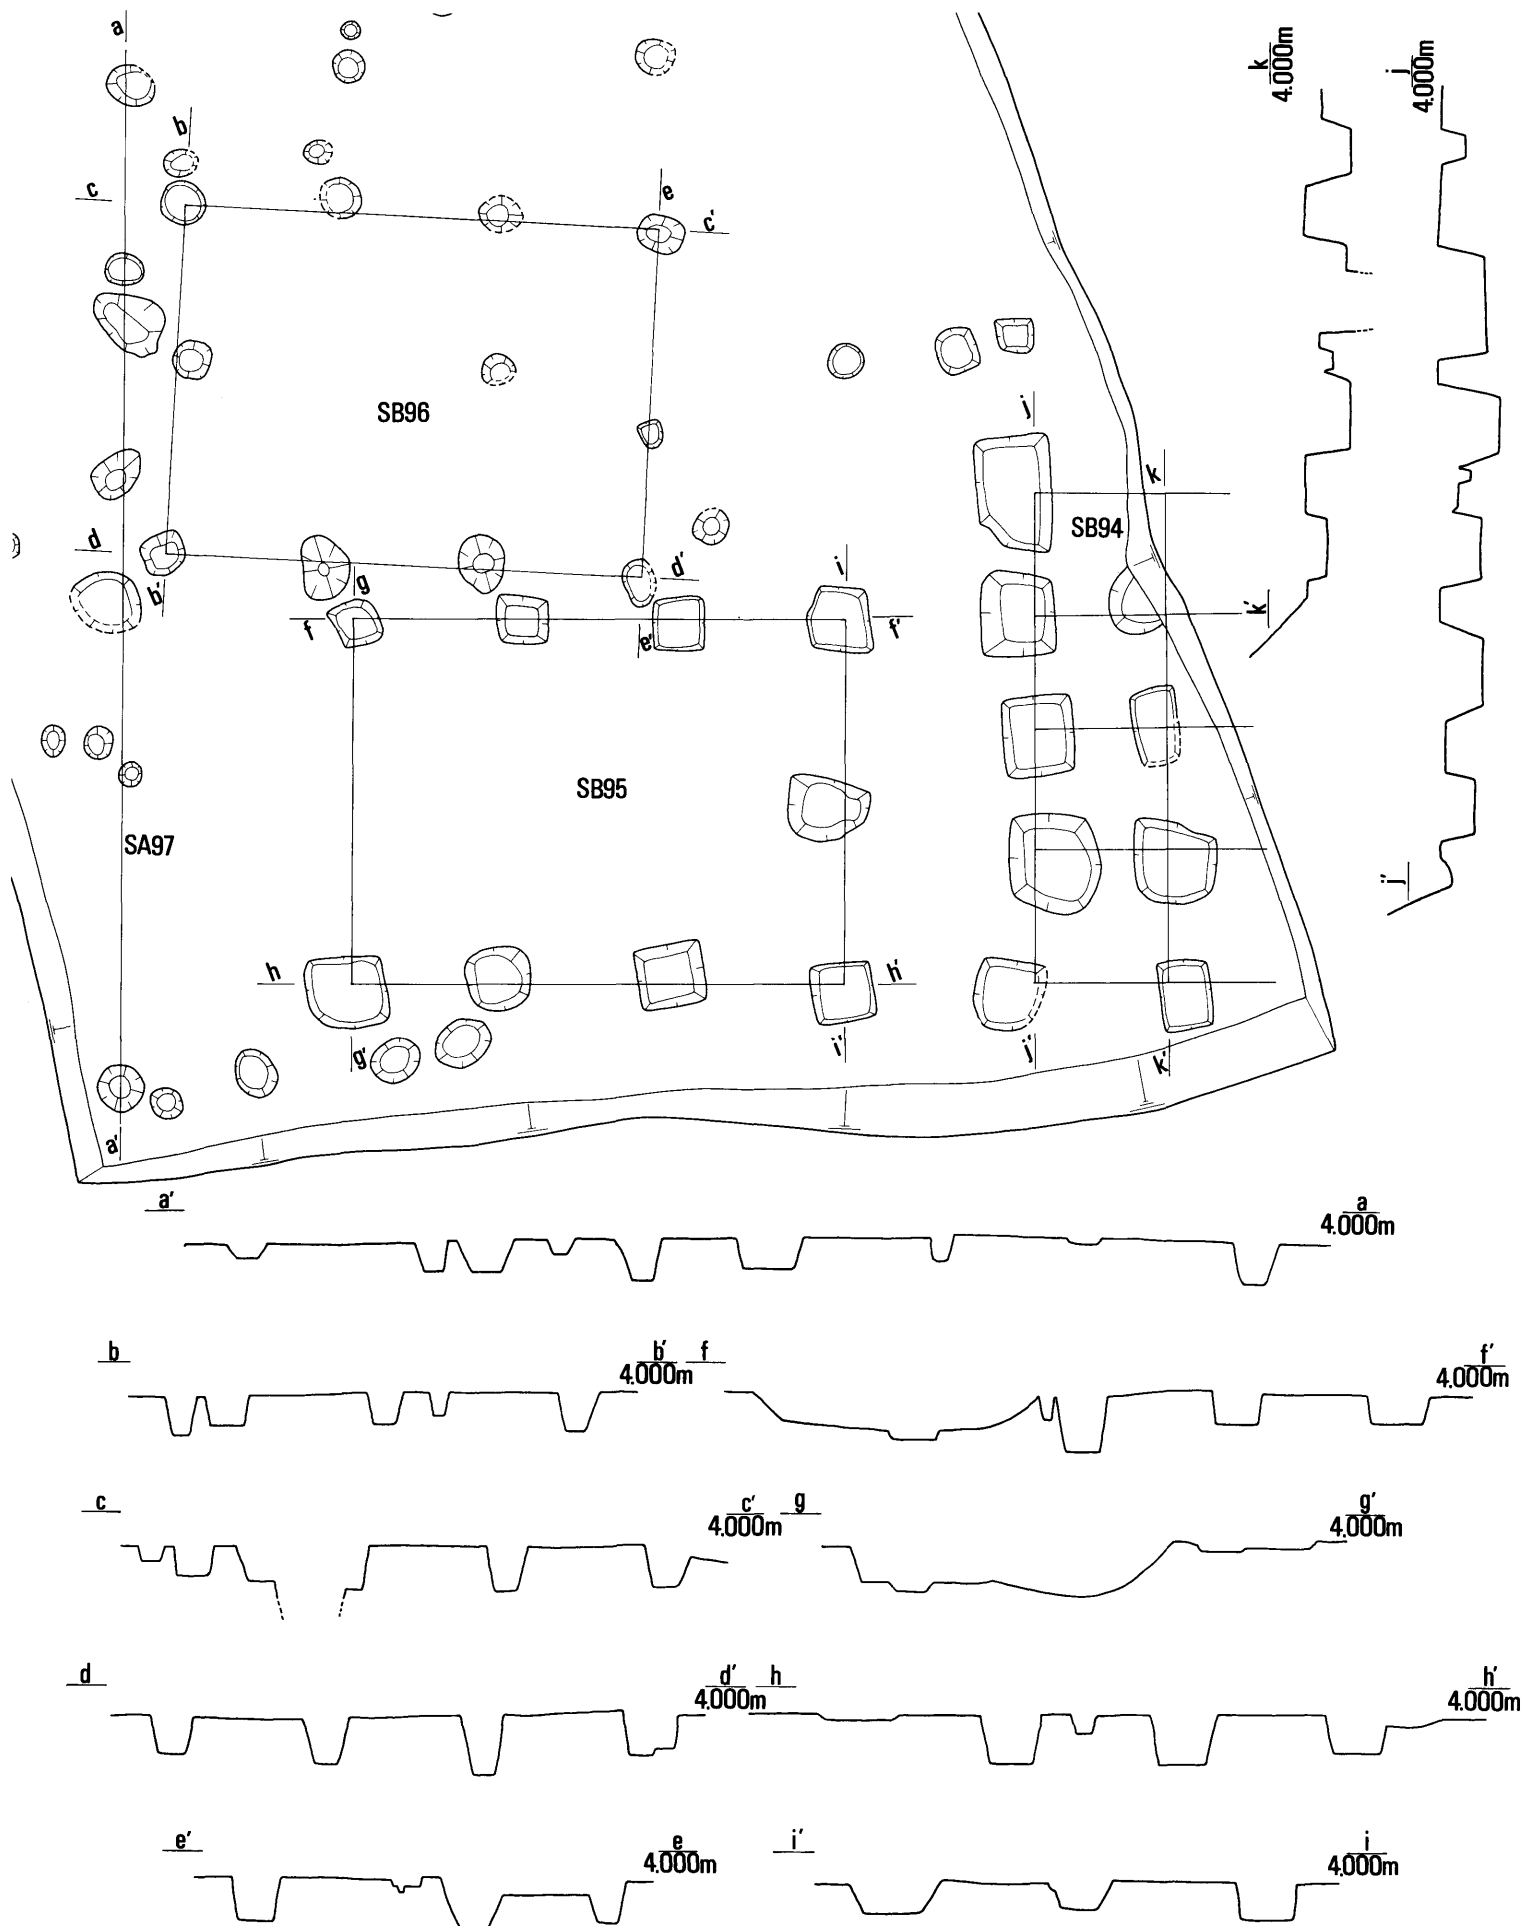 a
b
c
e
c′
SB96
d
b′
g
d′
f
e′
i
f′
j
k
SB94
k
4.000m
j
4.000m
k′
j′
SB95
SA97
h
h′
g′
i′
j′
k′
a′
a′ a
4.000m
b b′
4.000m
f f′
4.000m
c c′
4.000m
g g′
4.000m
d d′
4.000m
h h′
4.000m
e′ e
4.000m
i′ i
4.000m